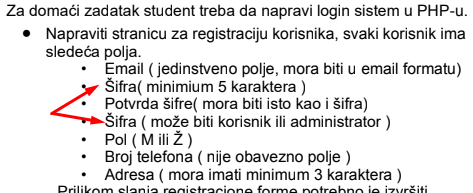 Za domaći zadatak student treba da napravi login sistem u PHP-u.
• Napraviti stranicu za registraciju korisnika, svaki korisnik ima
sledeća polja.
• Email ( jedinstveno polje, mora biti u email formatu)
• Šifra( minimium 5 karaktera )
• Potvrda šifre( mora biti isto kao i šifra)
• Šifra ( može biti korisnik ili administrator )
• Pol ( M ili Ž )
• Broj telefona ( nije obavezno polje )
• Adresa ( mora imati minimum 3 karaktera )
Prilikom slanja registracione forme potrebno je izvršiti